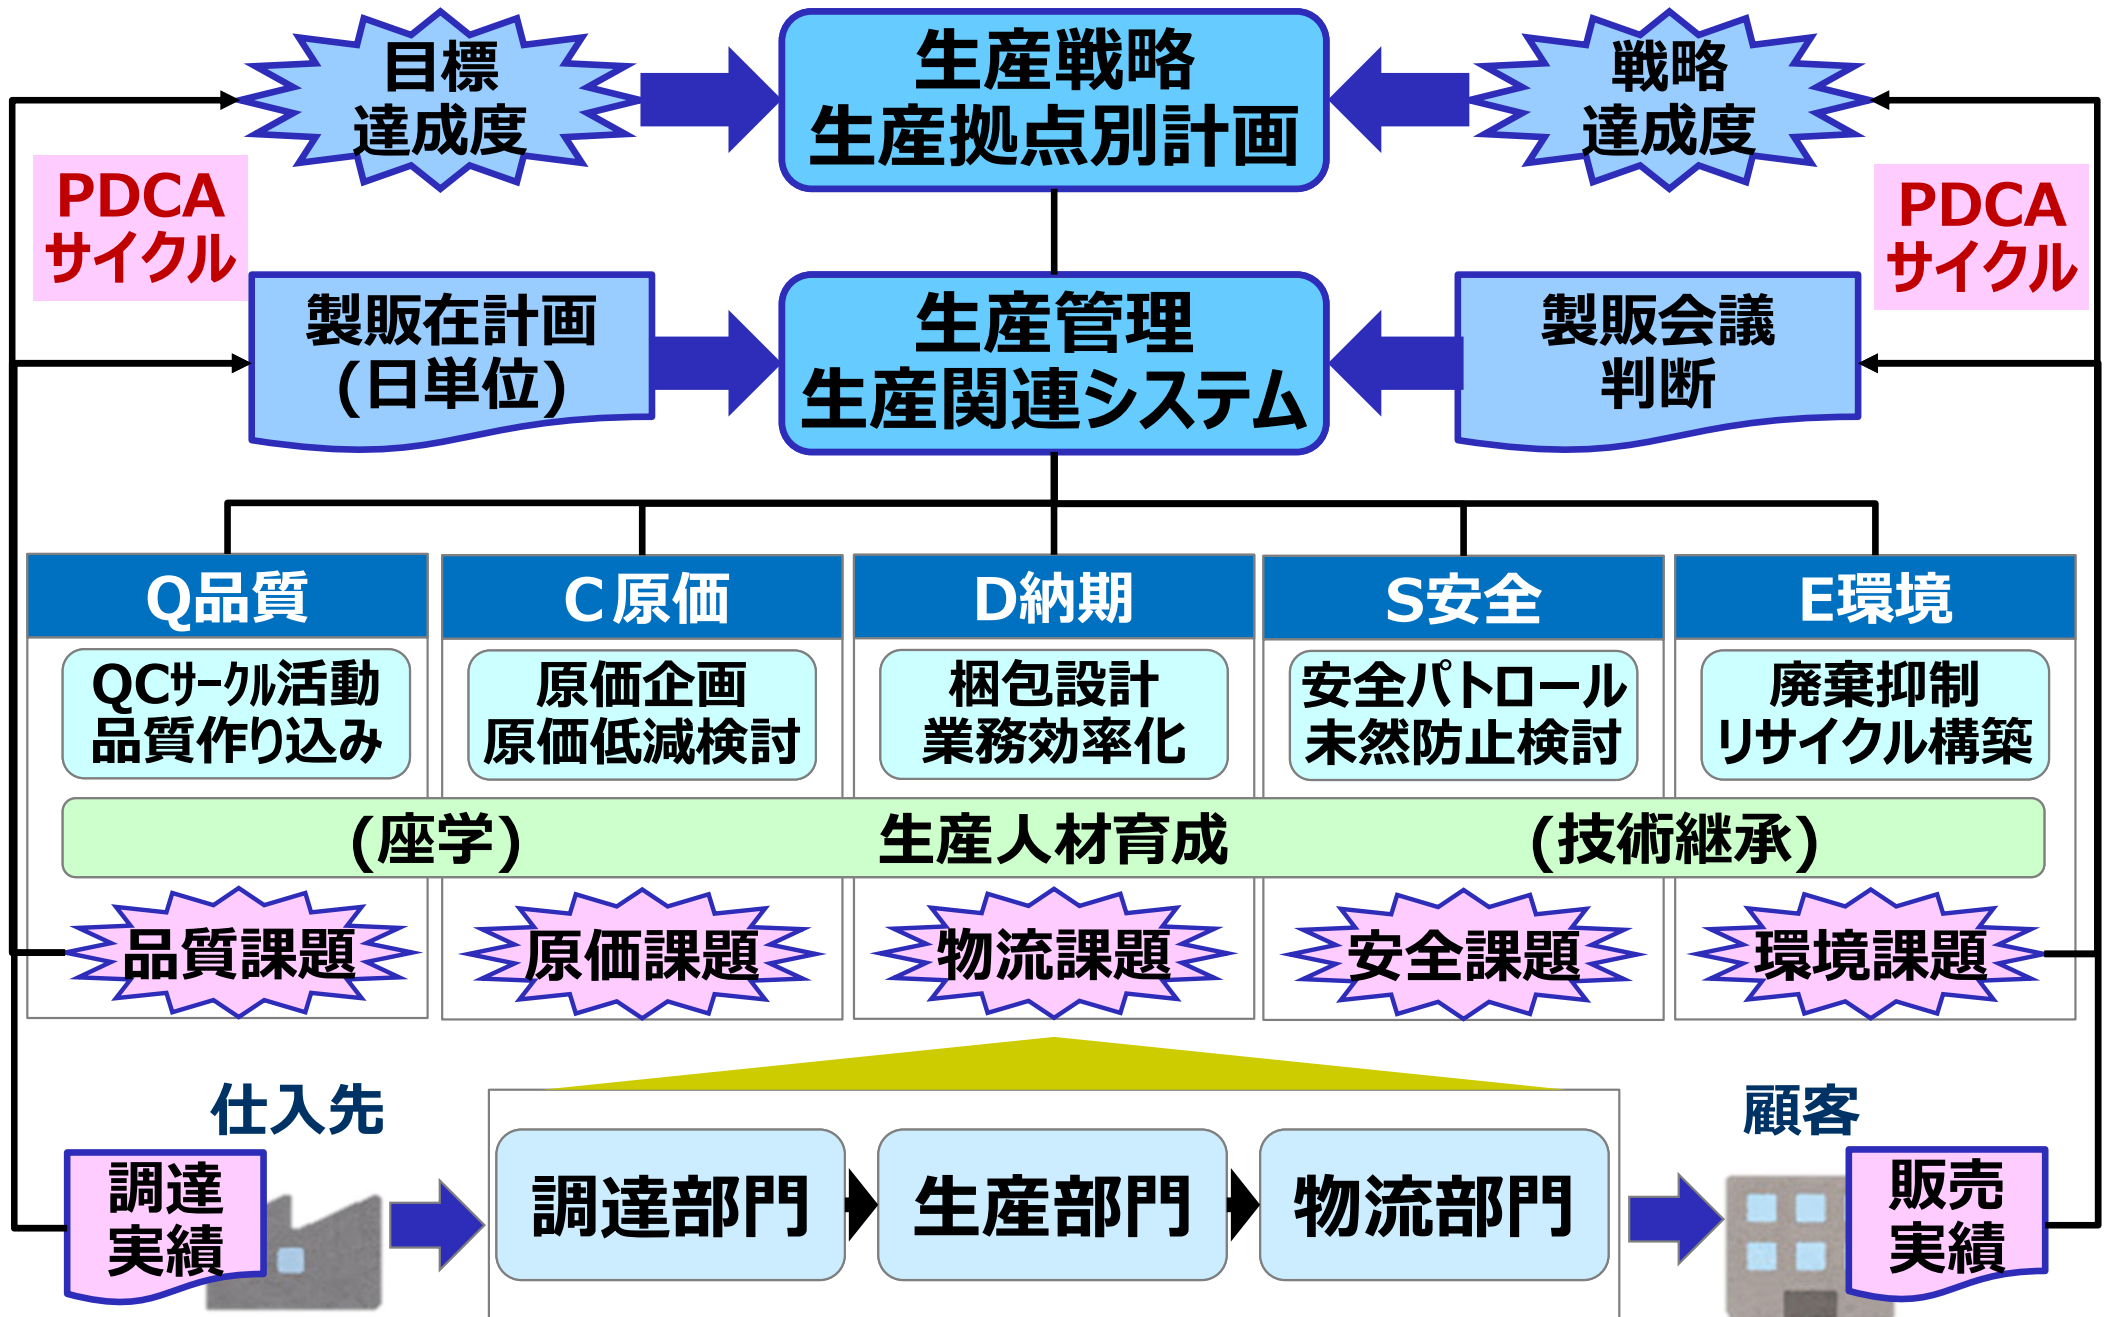 目標
達成度
生産戦略
生産拠点別計画
戦略
達成度
PDCA
サイクル
PDCA
サイクル
製販在計画
(日単位)
生産管理
生産関連システム
製販会議
判断
Q品質
C原価
D納期
S安全
E環境
QCｻｰｸﾙ活動
品質作り込み
原価企画
原価低減検討
梱包設計
業務効率化
安全パトロール
未然防止検討
廃棄抑制
リサイクル構築
(座学) 生産人材育成 (技術継承)
品質課題
原価課題
物流課題
安全課題
環境課題
仕入先
顧客
調達
実績
調達部門
生産部門
物流部門
販売
実績